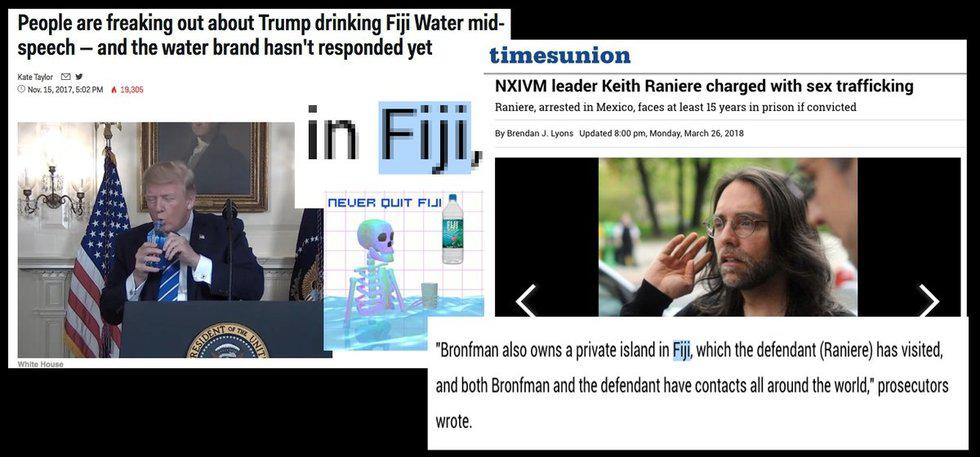 People are freaking out about Trump drinking Fiji Water mid-
speech — and the water brand hasn't responded yet
Kate Taylor
Nov. 15, 2017, 5:02 PM 19,305
in Fiji,
NEVER QUIT FIJI
FIJI
PRESIDENT OF THE UNIT
White House
timesunion
NXIVM leader Keith Raniere charged with sex trafficking
Raniere, arrested in Mexico, faces at least 15 years in prison if convicted
By Brendan J. Lyons Updated 8:00 pm, Monday, March 26, 2018
"Bronfman also owns a private island in Fiji, which the defendant (Raniere) has visited,
and both Bronfman and the defendant have contacts all around the world," prosecutors
wrote.